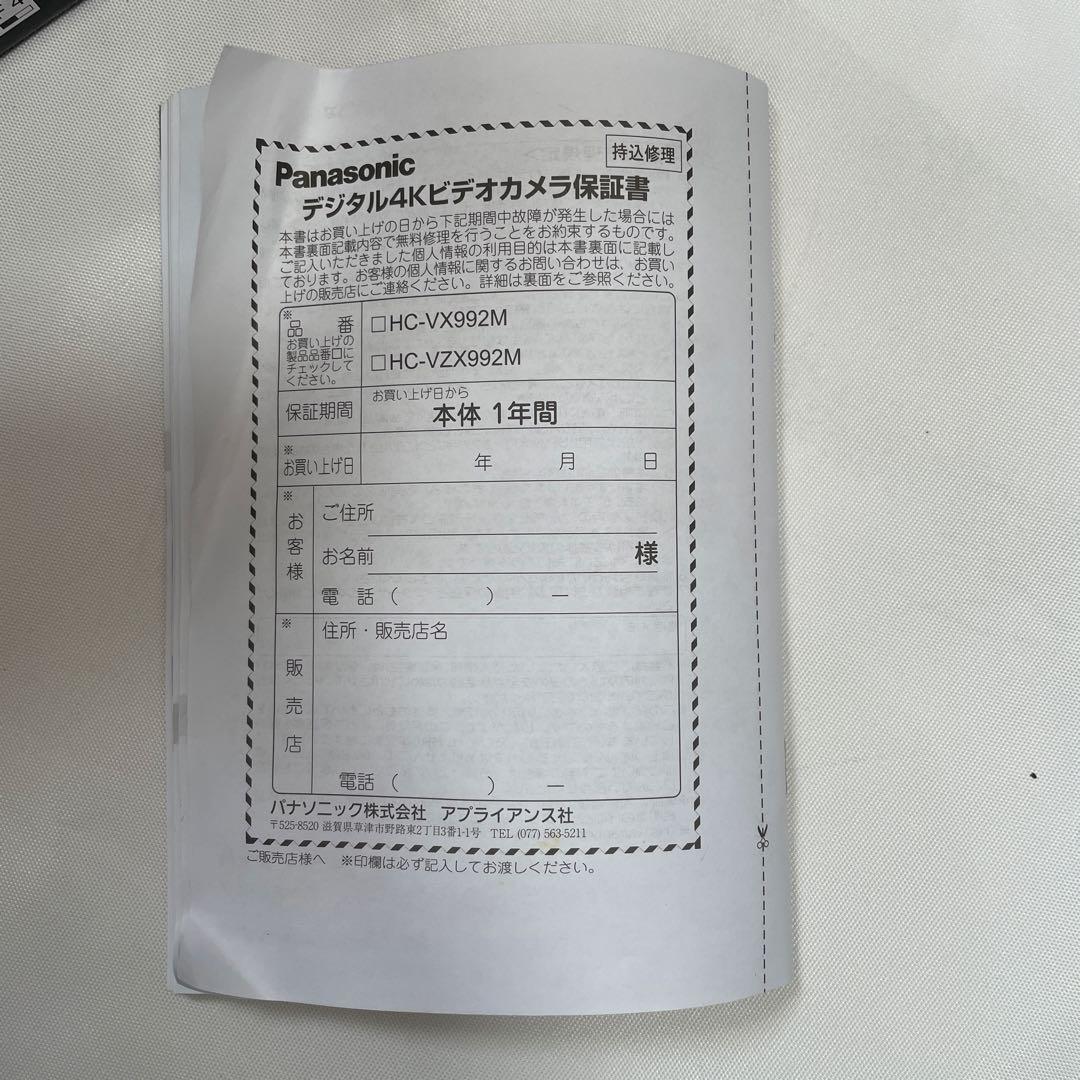 Panasonic
持込修理
デジタル4Kビデオカメラ保証書
本書はお買い上げの日から下記期間中故障が発生した場合には
本書裏面記載内容で無料修理を行うことをお約束するものです。
ご記入いただきました個人情報の利用目的は本書裏面に記載し
ております。お客様の個人情報に関するお問い合わせは、お買い
上げの販売店にご連絡ください。詳細は裏面をご参照ください。
※
品 番
お買い上げの
製品品番□に
チェックして
ください。
□HC-VX992M
□HC-VZX992M
保証期間
お買い上げ日から
本体 1年間
※
お買い上げ日
年 月 日
※
お客様
ご住所
お名前 様
電 話 ( ) ー
※
販売店
住所・販売店名
電話 ( ) ー
パナソニック株式会社 アプライアンス社
〒525-8520 滋賀県草津市野路東2丁目3番1-1号 TEL (077) 563-5211
ご販売店様へ ※印欄は必ず記入してお渡しください。